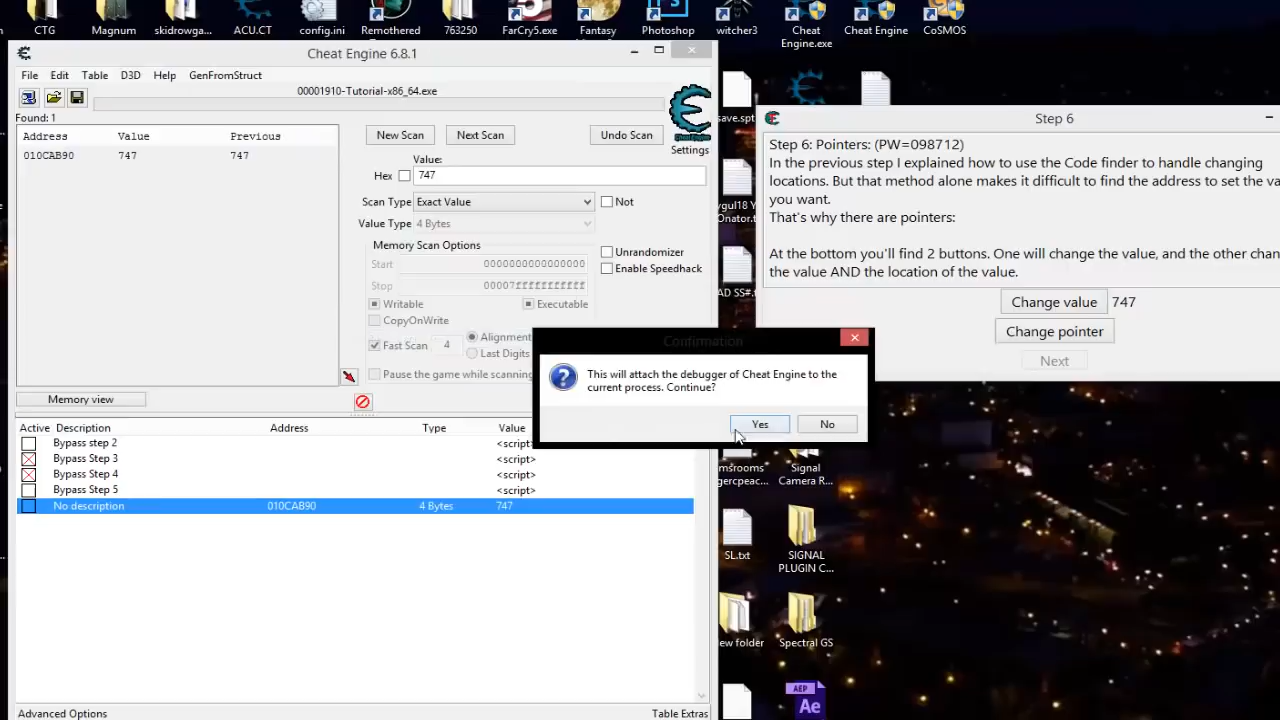 CTG
Magnum
skidrowga...
ACU.CT
config.ini
Remothered
763250
FarCry5.exe
Fantasy
Photoshop
witcher3
Cheat
Engine.exe
Cheat Engine
CoSMOS
Cheat Engine 6.8.1
File Edit Table D3D Help GenFromStruct
00001910-Tutorial-x86_64.exe
Found: 1
Address Value Previous
010CAB90 747 747
New Scan
Next Scan
Undo Scan
Settings
Value:
Hex 747
Scan Type Exact Value Not
Value Type 4 Bytes
Memory Scan Options
Start 0000000000000000
Stop 00007fffffffffff
Writable Executable
CopyOnWrite
Fast Scan 4 Alignment
Last Digits
Pause the game while scanning
Unrandomizer
Enable Speedhack
Memory view
Active Description Address Type Value
Bypass step 2 <script>
Bypass Step 3 <script>
Bypass Step 4 <script>
Bypass Step 5 <script>
No description 010CAB90 4 Bytes 747
Advanced Options
Table Extras
save.spt
Step 6
Step 6: Pointers: (PW=098712)
In the previous step I explained how to use the Code finder to handle changing
locations. But that method alone makes it difficult to find the address to set the va
you want.
That's why there are pointers:
At the bottom you'll find 2 buttons. One will change the value, and the other chan
the value AND the location of the value.
Change value 747
Change pointer
Next
Confirmation
This will attach the debugger of Cheat Engine to the
current process. Continue?
Yes
No
Signal
Camera R...
SL.txt
SIGNAL
PLUGIN C...
ew folder
Spectral GS
AEP
Ae